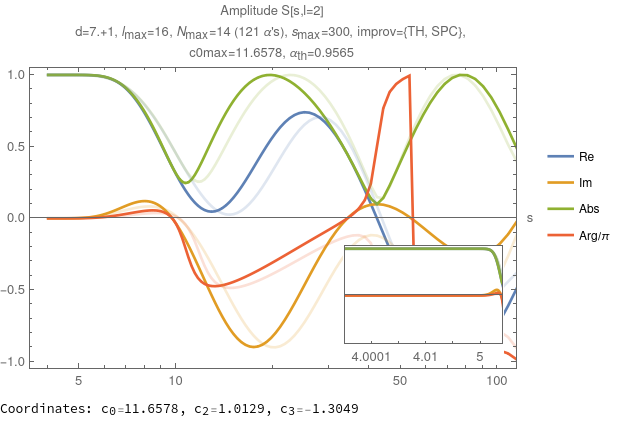 Amplitude S[s,l=2]
d=7.+1, lmax=16, Nmax=14 (121 α's), smax=300, improv={TH, SPC},
c0max=11.6578, αth=0.9565
1.0
0.5
0.0
-0.5
-1.0
s
Re
Im
Abs
Arg/π
4.0001 4.01 5
5 10 50 100
Coordinates: c0=11.6578, c2=1.0129, c3=-1.3049